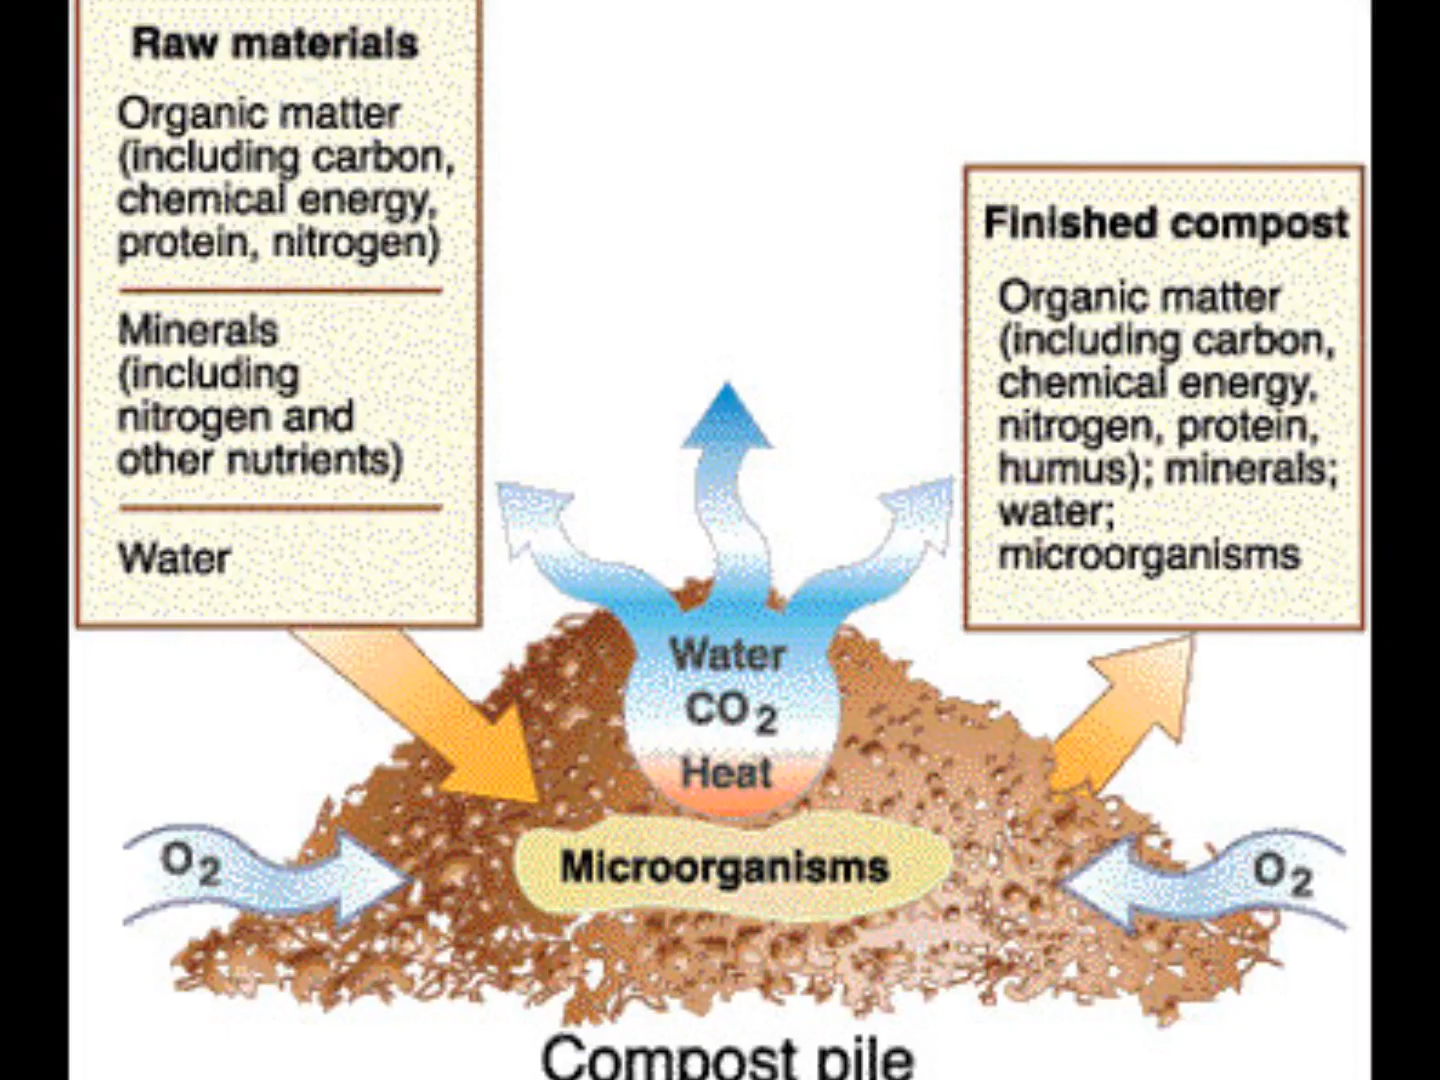 Raw materials
Organic matter
(including carbon,
chemical energy,
protein, nitrogen)
Minerals
(including
nitrogen and
other nutrients)
Water
Finished compost
Organic matter
(including carbon,
chemical energy,
nitrogen, protein,
humus); minerals;
water;
microorganisms
Water
CO2
Heat
O2
Microorganisms
O2
Compost pile